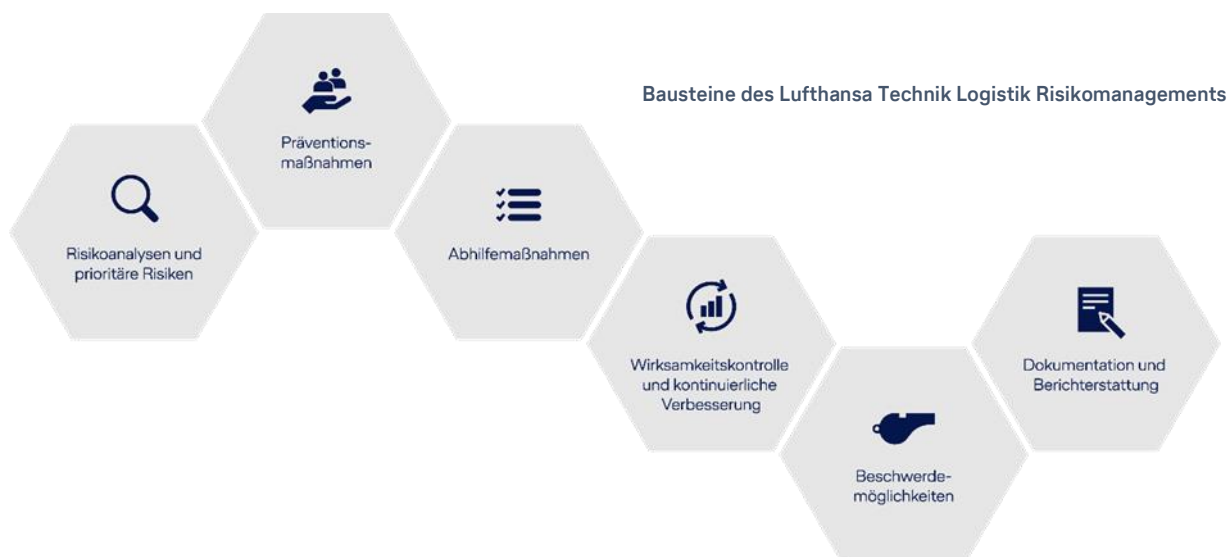 Bausteine des Lufthansa Technik Logistik Risikomanagements
Risikoanalysen und
prioritäre Risiken
Präventions-
maßnahmen
Abhilfemaßnahmen
Wirksamkeitskontrolle
und kontinuierliche
Verbesserung
Beschwerde-
möglichkeiten
Dokumentation und
Berichterstattung